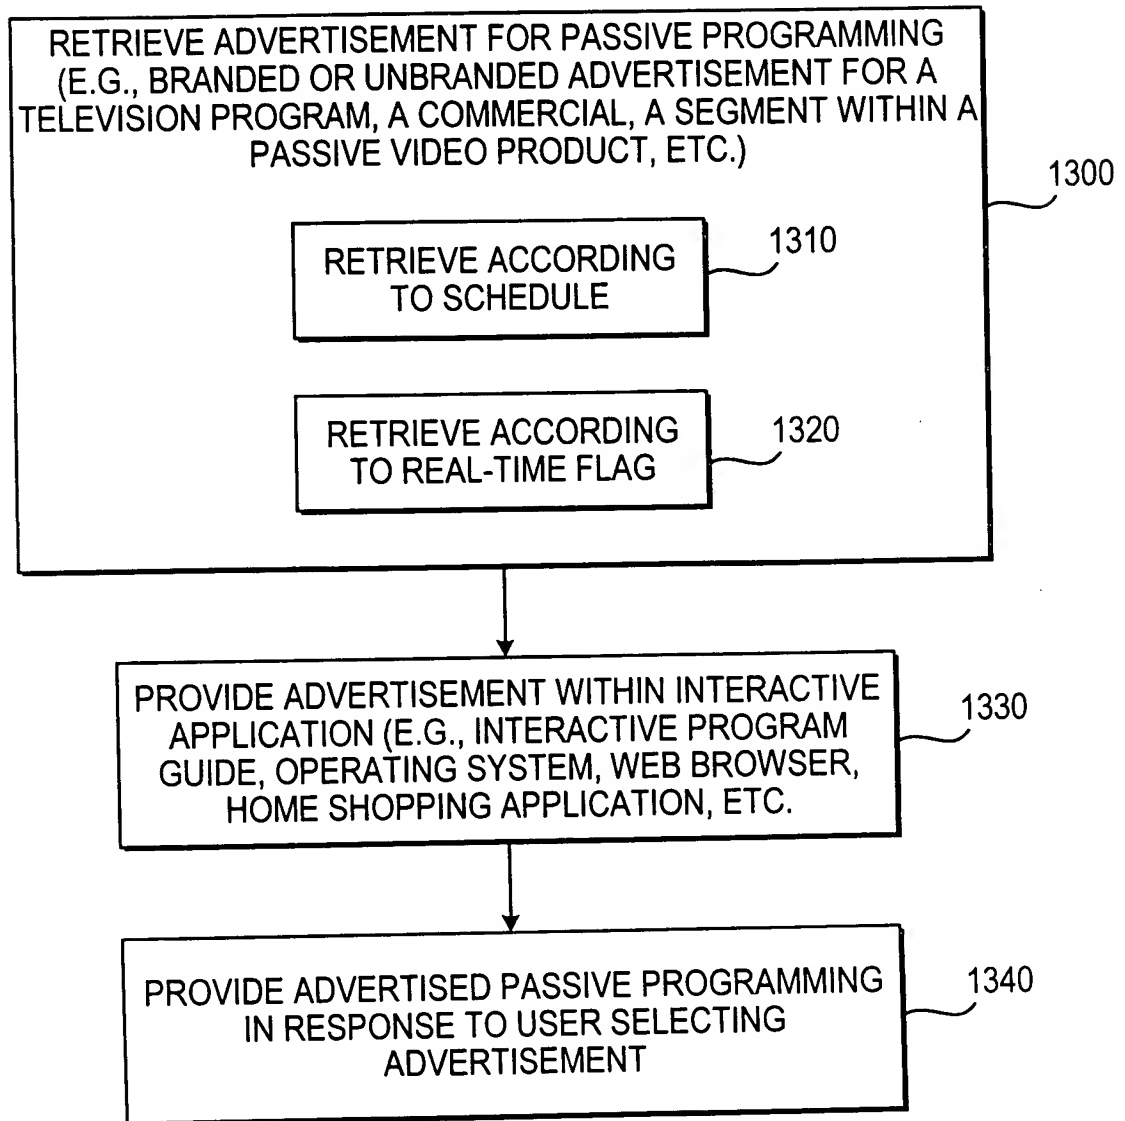 RETRIEVE ADVERTISEMENT FOR PASSIVE PROGRAMMING
(E.G., BRANDED OR UNBRANDED ADVERTISEMENT FOR A
TELEVISION PROGRAM, A COMMERCIAL, A SEGMENT WITHIN A
PASSIVE VIDEO PRODUCT, ETC.)
1300
RETRIEVE ACCORDING
TO SCHEDULE
1310
RETRIEVE ACCORDING
TO REAL-TIME FLAG
1320
PROVIDE ADVERTISEMENT WITHIN INTERACTIVE
APPLICATION (E.G., INTERACTIVE PROGRAM
GUIDE, OPERATING SYSTEM, WEB BROWSER,
HOME SHOPPING APPLICATION, ETC.
1330
PROVIDE ADVERTISED PASSIVE PROGRAMMING
IN RESPONSE TO USER SELECTING
ADVERTISEMENT
1340